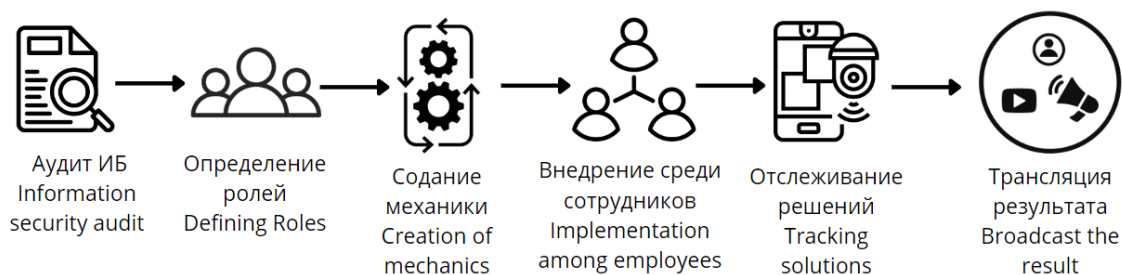 Аудит ИБ
Information
security audit
Определение
ролей
Defining Roles
Содание
механики
Creation of
mechanics
Внедрение среди
сотрудников
Implementation
among employees
Отслеживание
решений
Tracking
solutions
Трансляция
результата
Broadcast the
result